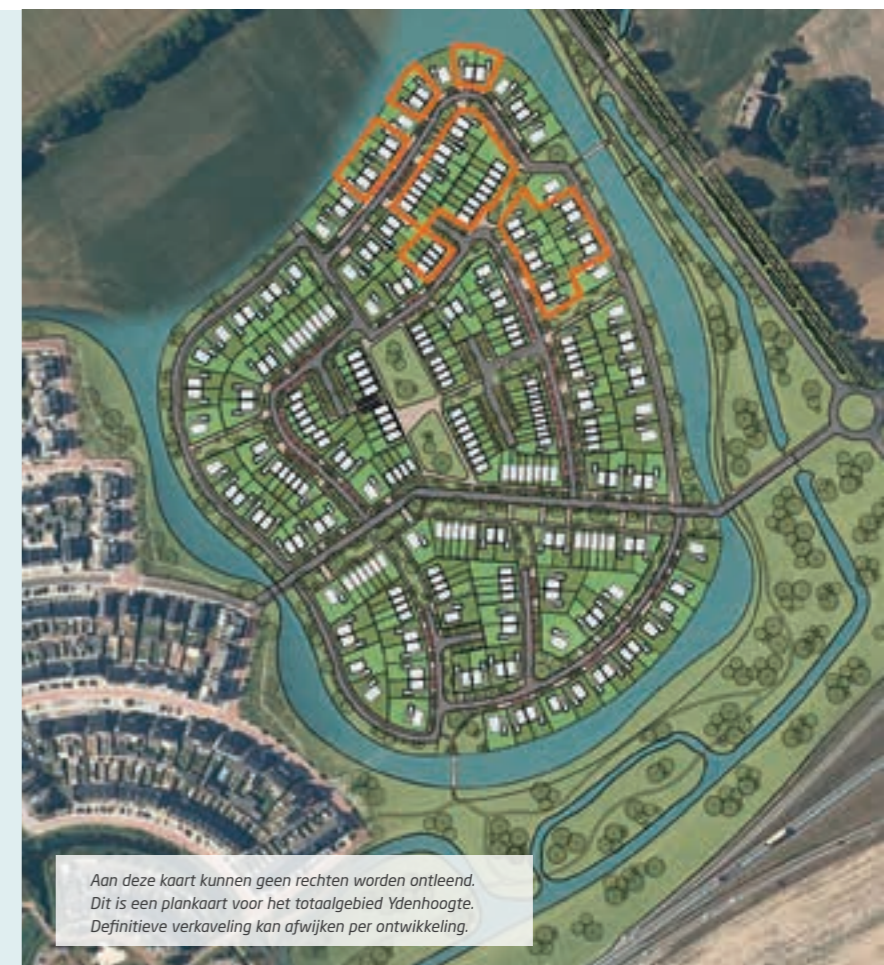 Aan deze kaart kunnen geen rechten worden ontleend.
Dit is een plankaart voor het totaalgebied Ydenhoogte.
Definitieve verkaveling kan afwijken per ontwikkeling.